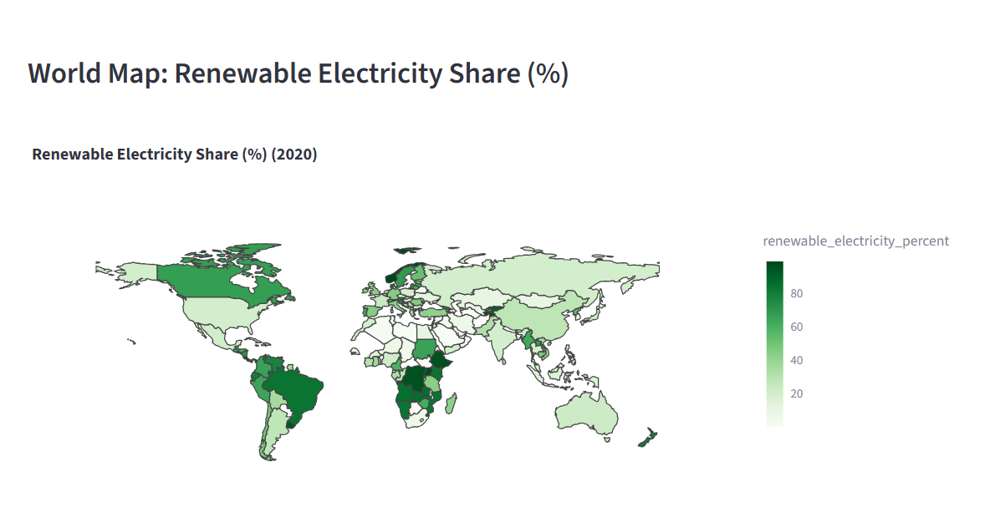 World Map: Renewable Electricity Share (%)
Renewable Electricity Share (%) (2020)
renewable_electricity_percent
80
60
40
20